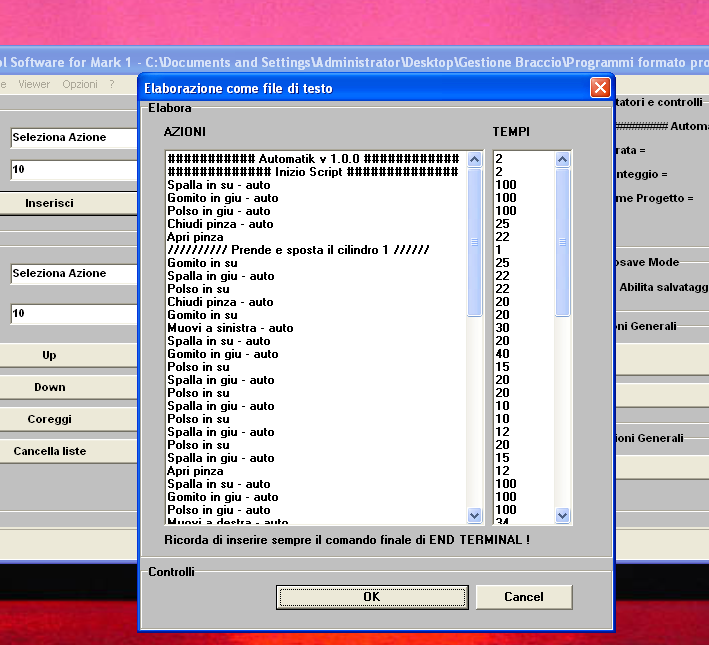 ol Software for Mark 1 - C:\Documents and Settings\Administrator\Desktop\Gestione Braccio\Programmi formato pro
e Viewer Opzioni ?
Seleziona Azione
10
Inserisci
Seleziona Azione
10
Up
Down
Coreggi
Cancella liste
Elaborazione come file di testo
Elabora
AZIONI TEMPI
########### Automatik v 1.0.0 ############ 2
############# Inizio Script ############## 2
Spalla in su - auto 100
Gomito in giu - auto 100
Polso in giu - auto 100
Chiudi pinza - auto 25
Apri pinza 22
////////// Prende e sposta il cilindro 1 ////// 1
Gomito in su 25
Spalla in giu - auto 22
Polso in su 22
Chiudi pinza - auto 20
Gomito in su 20
Muovi a sinistra - auto 30
Spalla in su - auto 20
Gomito in giu - auto 40
Polso in su 15
Spalla in giu - auto 20
Polso in su 20
Spalla in giu - auto 10
Polso in su 10
Spalla in giu - auto 12
Polso in su 20
Spalla in giu - auto 15
Apri pinza 12
Spalla in su - auto 100
Gomito in giu - auto 100
Polso in giu - auto 100
Muovi a destra - auto 34
Ricorda di inserire sempre il comando finale di END TERMINAL !
Controlli
OK Cancel
tatori e controlli
########## Automa
rata =
nteggio =
me Progetto =
osave Mode
Abilita salvatagg
oni Generali
ioni Generali